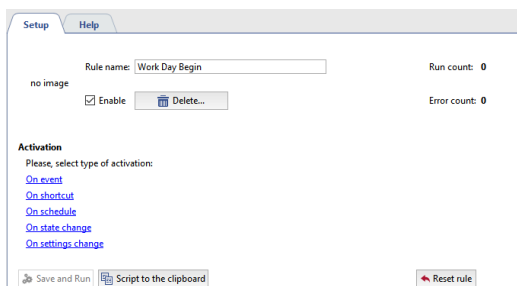 Setup Help
Rule name: Work Day Begin Run count: 0
no image
Enable Delete... Error count: 0
Activation
Please, select type of activation:
On event
On shortcut
On schedule
On state change
On settings change
Save and Run Script to the clipboard Reset rule